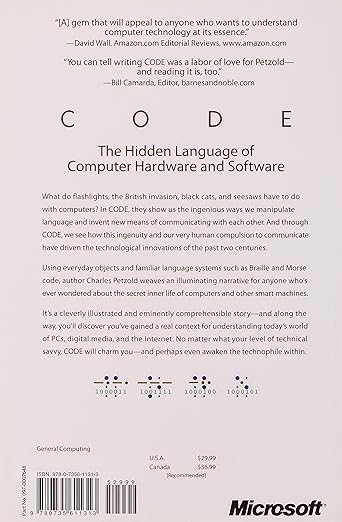 "[A] gem that will appeal to anyone who wants to understand
computer technology at its essence."
—David Wall, Amazon.com Editorial Reviews, www.amazon.com
"You can tell writing CODE was a labor of love for Petzold—
and reading it is, too."
—Bill Camarda, Editor, barnesandnoble.com
C O D E
The Hidden Language of
Computer Hardware and Software
What do flashlights, the British invasion, black cats, and seesaws have to do
with computers? In CODE, they show us the ingenious ways we manipulate
language and invent new means of communicating with each other. And through
CODE, we see how this ingenuity and our very human compulsion to communicate
have driven the technological innovations of the past two centuries.
Using everyday objects and familiar language systems such as Braille and Morse
code, author Charles Petzold weaves an illuminating narrative for anyone who's
ever wondered about the secret inner life of computers and other smart machines.
It's a cleverly illustrated and eminently comprehensible story—and along the
way, you'll discover you've gained a real context for understanding today's world
of PCs, digital media, and the Internet. No matter what your level of technical
savvy, CODE will charm you—and perhaps even awaken the technophile within.
1000011 1001111 1000100 1000101
General Computing
ISBN 978-0-7356-1131-3
52999
9 780735 611313
Part No. 097-0007548
U.S.A. $29.99
Canada $36.99
[Recommended]
Microsoft®